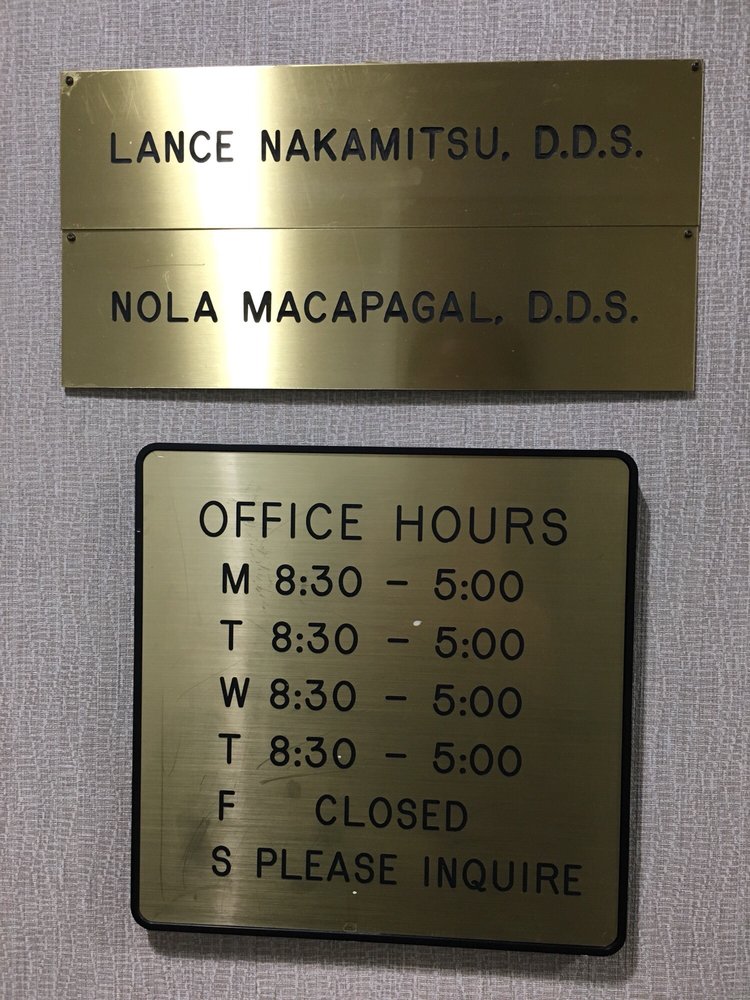 LANCE NAKAMITSU, D.D.S.
NOLA MACAPAGAL, D.D.S.
OFFICE HOURS
M 8:30 – 5:00
T 8:30 – 5:00
W 8:30 – 5:00
T 8:30 – 5:00
F CLOSED
S PLEASE INQUIRE